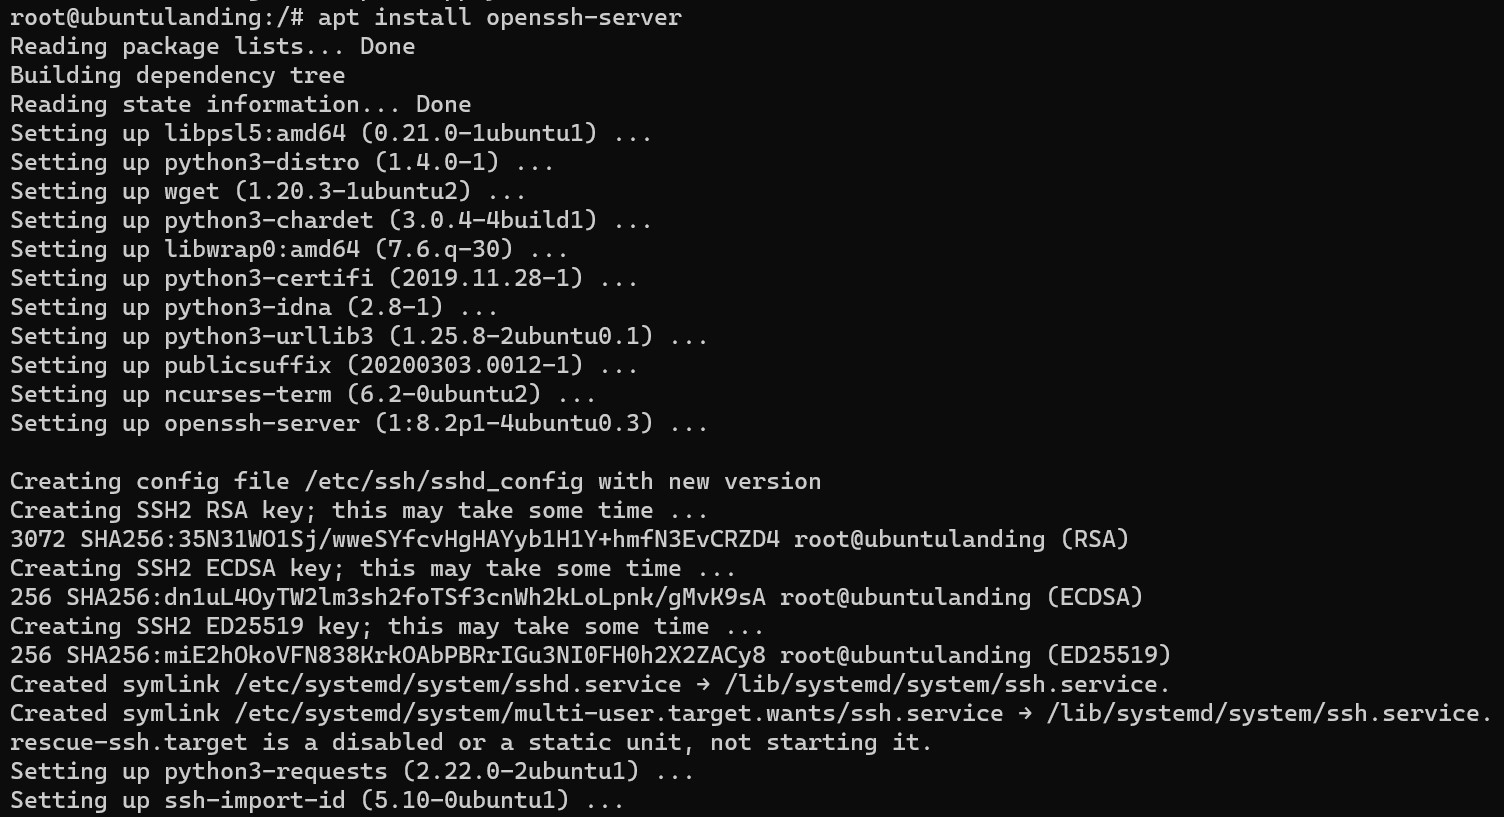 root@ubuntulanding:/# apt install openssh-server
Reading package lists... Done
Building dependency tree
Reading state information... Done
Setting up libpsl5:amd64 (0.21.0-1ubuntu1) ...
Setting up python3-distro (1.4.0-1) ...
Setting up wget (1.20.3-1ubuntu2) ...
Setting up python3-chardet (3.0.4-4build1) ...
Setting up libwrap0:amd64 (7.6.q-30) ...
Setting up python3-certifi (2019.11.28-1) ...
Setting up python3-idna (2.8-1) ...
Setting up python3-urllib3 (1.25.8-2ubuntu0.1) ...
Setting up publicsuffix (20200303.0012-1) ...
Setting up ncurses-term (6.2-0ubuntu2) ...
Setting up openssh-server (1:8.2p1-4ubuntu0.3) ...

Creating config file /etc/ssh/sshd_config with new version
Creating SSH2 RSA key; this may take some time ...
3072 SHA256:35N31WO1Sj/wweSYfcvHgHAYyb1H1Y+hmfN3EvCRZD4 root@ubuntulanding (RSA)
Creating SSH2 ECDSA key; this may take some time ...
256 SHA256:dn1uL4OyTW2lm3sh2foTSf3cnWh2kLoLpnk/gMvK9sA root@ubuntulanding (ECDSA)
Creating SSH2 ED25519 key; this may take some time ...
256 SHA256:miE2hOkoVFN838KrkOAbPBRrIGu3NI0FH0h2X2ZACy8 root@ubuntulanding (ED25519)
Created symlink /etc/systemd/system/sshd.service → /lib/systemd/system/ssh.service.
Created symlink /etc/systemd/system/multi-user.target.wants/ssh.service → /lib/systemd/system/ssh.service.
rescue-ssh.target is a disabled or a static unit, not starting it.
Setting up python3-requests (2.22.0-2ubuntu1) ...
Setting up ssh-import-id (5.10-0ubuntu1) ...